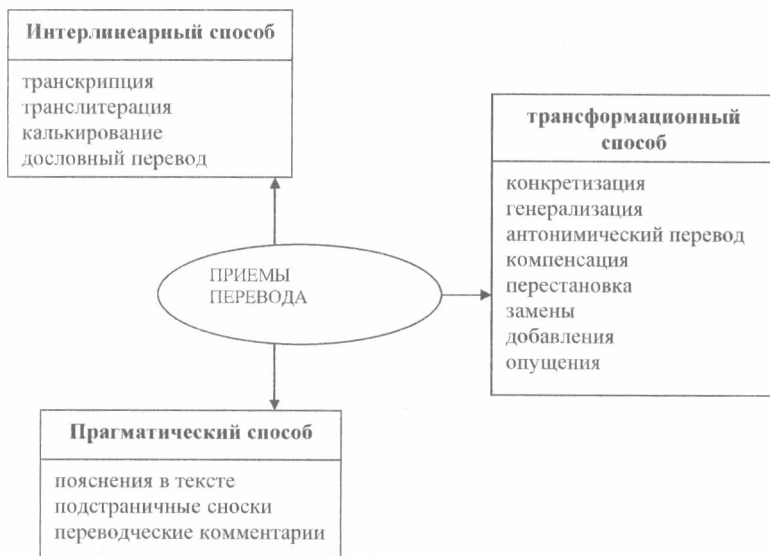 Интерлинеарный способ
транскрипция
транслитерация
калькирование
дословный перевод
трансформационный
способ
конкретизация
генерализация
антонимический перевод
компенсация
перестановка
замены
добавления
опущения
ПРИЕМЫ
ПЕРЕВОДА
Прагматический способ
пояснения в тексте
подстраничные сноски
переводческие комментарии